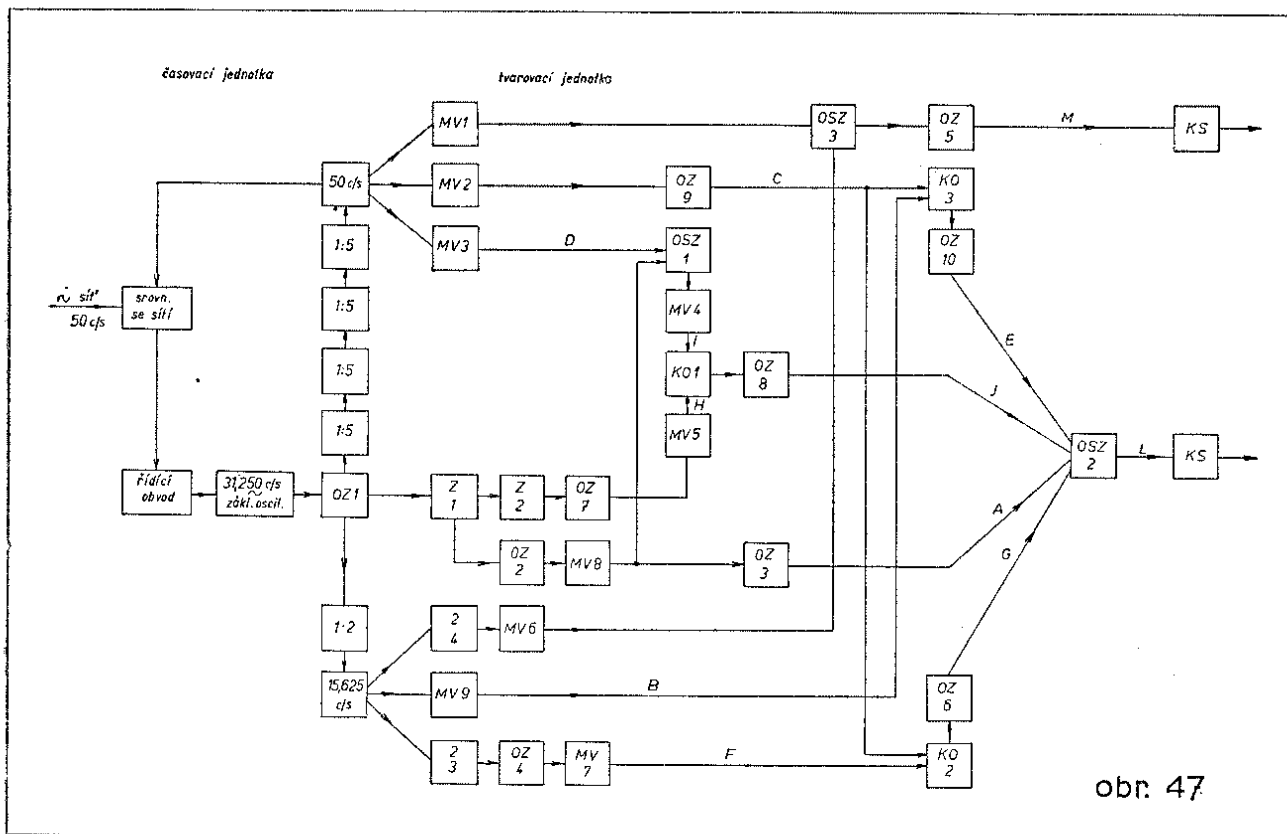 časovací jednotka
tvarovací jednotka
MV1
OSZ
3
OZ
5
M
KS
50 c/s
MV2
OZ
9
C
KO
3
MV3
D
OSZ
1
OZ
10
1:5
síť
50 c/s
srovn.
se sítí
1:5
MV4
I
E
1:5
KO1
OZ
8
J
H
MV5
1:5
OSZ
2
L
KS
řídící
obvod
31,250 c/s
zákl. oscil.
OZ1
Z
1
Z
2
OZ
7
A
G
OZ
2
MV8
OZ
3
1:2
2
4
MV6
15,625
c/s
MV9
B
OZ
6
2
3
OZ
4
MV
7
F
KO
2
obr. 47